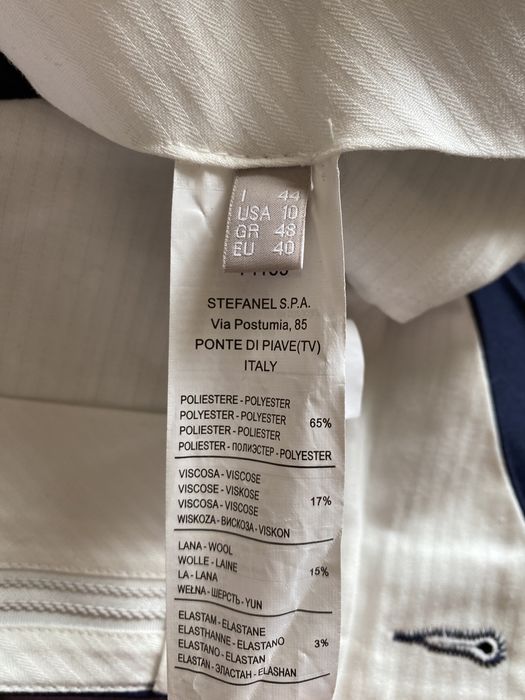 I 44
USA 10
GR 48
EU 40
STEFANEL S.P.A.
Via Postumia, 85
PONTE DI PIAVE(TV)
ITALY
POLIESTERE - POLYESTER
POLYESTER - POLYESTER 65%
POLIESTER - POLIESTER
POLIESTER - ПОЛИЭСТЕР - POLYESTER
VISCOSA - VISCOSE
VISCOSE - VISKOSE 17%
VISCOSA - VISCOSE
WISKOZA - ВИСКОЗА - VISKON
LANA - WOOL
WOLLE - LAINE 15%
LA - LANA
WEŁNA - ШЕРСТЬ - YUN
ELASTAM - ELASTANE
ELASTHANNE - ELASTANO 3%
ELASTANO - ELASTAN
ELASTAN - ЭЛАСТАН - ELASHAN